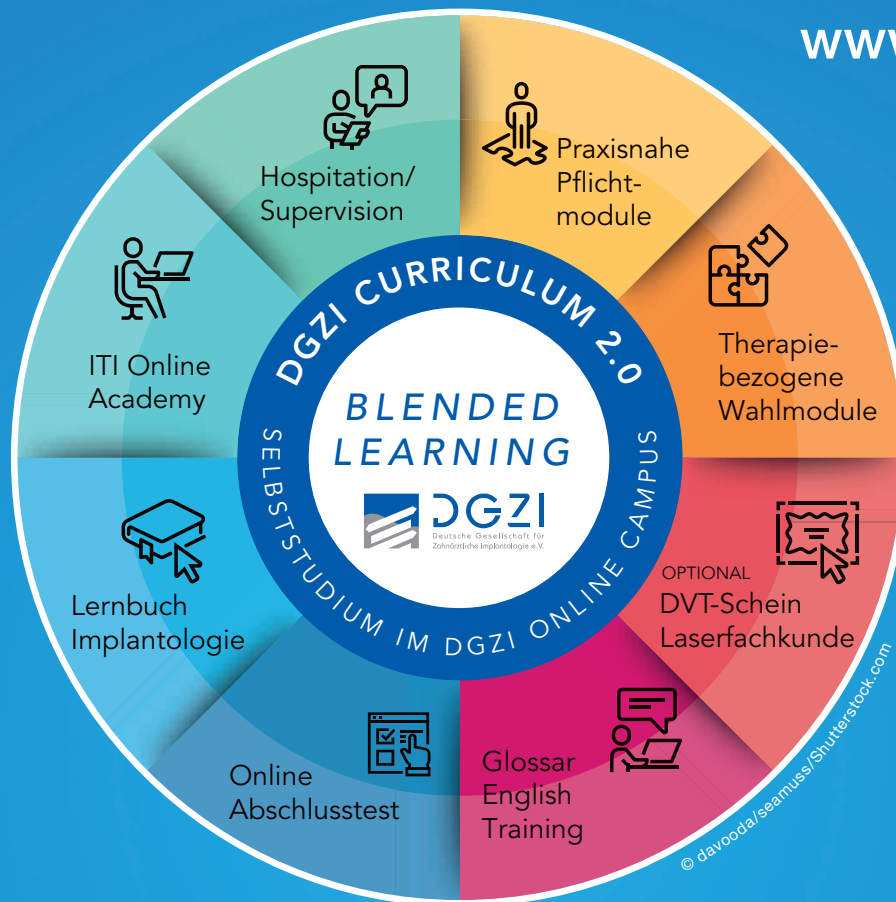 www
Hospitation/
Supervision
Praxisnahe
Pflicht-
module
Therapie-
bezogene
Wahlmodule
OPTIONAL
DVT-Schein
Laserfachkunde
Glossar
English
Training
Online
Abschlusstest
Lernbuch
Implantologie
ITI Online
Academy
DGZI CURRICULUM 2.0
SELBSTSTUDIUM IM DGZI ONLINE CAMPUS
BLENDED
LEARNING
DGZI
Deutsche Gesellschaft für
Zahnärztliche Implantologie e.V.
© davooda/seamuss/Shutterstock.com